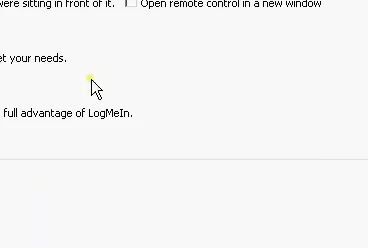 were sitting in front of it. Open remote control in a new window
et your needs.
full advantage of LogMeIn.